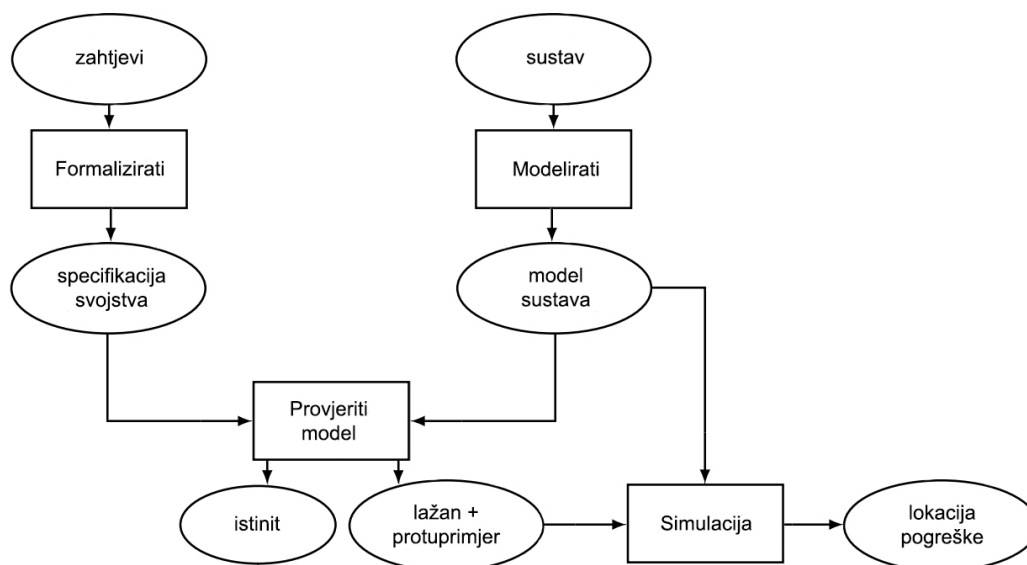 zahtjevi
sustav
Formalizirati
Modelirati
specifikacija
svojstva
model
sustava
Provjeriti
model
istinit
lažan +
protuprimjer
Simulacija
lokacija
pogreške